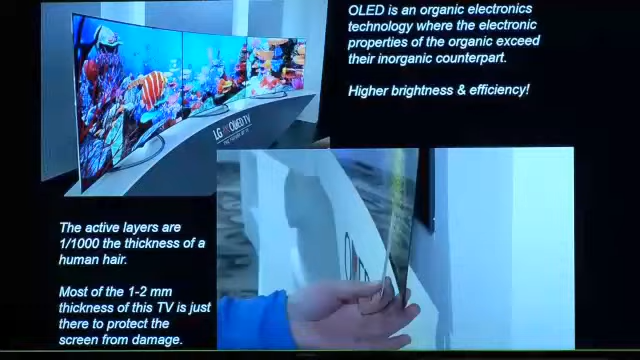 OLED is an organic electronics
technology where the electronic
properties of the organic exceed
their inorganic counterpart.
Higher brightness & efficiency!
LG OLED TV
The active layers are
1/1000 the thickness of a
human hair.
Most of the 1-2 mm
thickness of this TV is just
there to protect the
screen from damage.